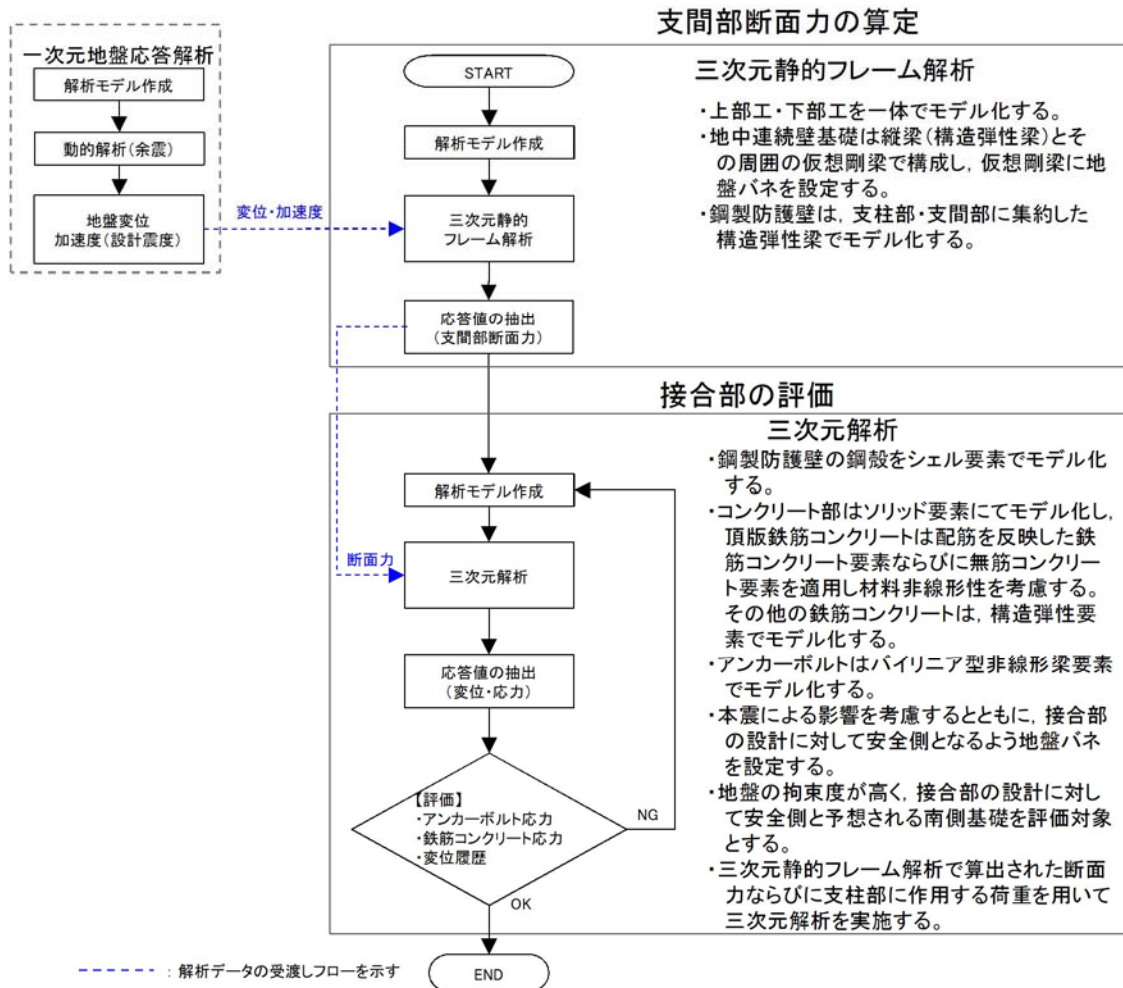 支間部断面力の算定
一次元地盤応答解析
解析モデル作成
動的解析(余震)
地盤変位
加速度(設計震度)
変位・加速度
START
解析モデル作成
三次元静的
フレーム解析
応答値の抽出
(支間部断面力)
三次元静的フレーム解析
・上部工・下部工を一体でモデル化する。
・地中連続壁基礎は縦梁(構造弾性梁)とそ
の周囲の仮想剛梁で構成し,仮想剛梁に地
盤バネを設定する。
・鋼製防護壁は,支柱部・支間部に集約した
構造弾性梁でモデル化する。
接合部の評価
解析モデル作成
断面力
三次元解析
応答値の抽出
(変位・応力)
【評価】
・アンカーボルト応力
・鉄筋コンクリート応力
・変位履歴
NG
OK
END
三次元解析
・鋼製防護壁の鋼殻をシェル要素でモデル化
する。
・コンクリート部はソリッド要素にてモデル化し,
頂版鉄筋コンクリートは配筋を反映した鉄
筋コンクリート要素ならびに無筋コンクリー
ト要素を適用し材料非線形性を考慮する。
その他の鉄筋コンクリートは,構造弾性要
素でモデル化する。
・アンカーボルトはバイリニア型非線形梁要素
でモデル化する。
・本震による影響を考慮するとともに,接合部
の設計に対して安全側となるよう地盤バネ
を設定する。
・地盤の拘束度が高く,接合部の設計に対し
て安全側と予想される南側基礎を評価対象
とする。
・三次元静的フレーム解析で算出された断面
力ならびに支柱部に作用する荷重を用いて
三次元解析を実施する。
:解析データの受渡しフローを示す